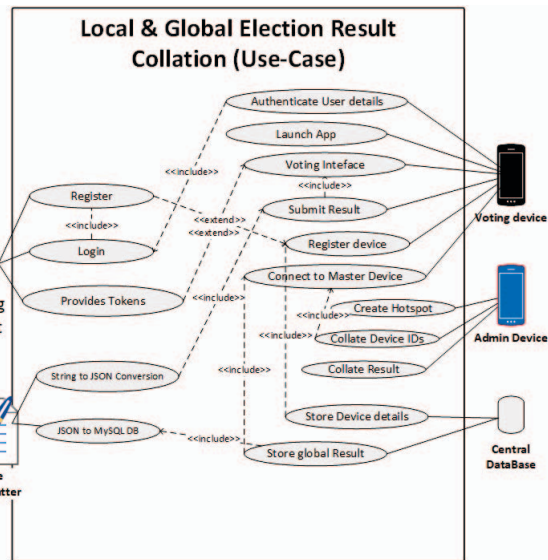 Local & Global Election Result
Collation (Use-Case)
Authenticate User details
Launch App
Voting Inteface
<<include>>
<<include>>
Register
Submit Result
Voting device
<<include>>
<<extend>>
<<extend>>
Register device
Login
Connect to Master Device
Provides Tokens
<<include>>
Create Hotspot
<<include>>
Collate Device IDs
Admin Device
<<include>>
Collate Result
String to JSON Conversion
Store Device details
JSON to MySQL DB
<<include>>
Store global Result
Central
DataBase